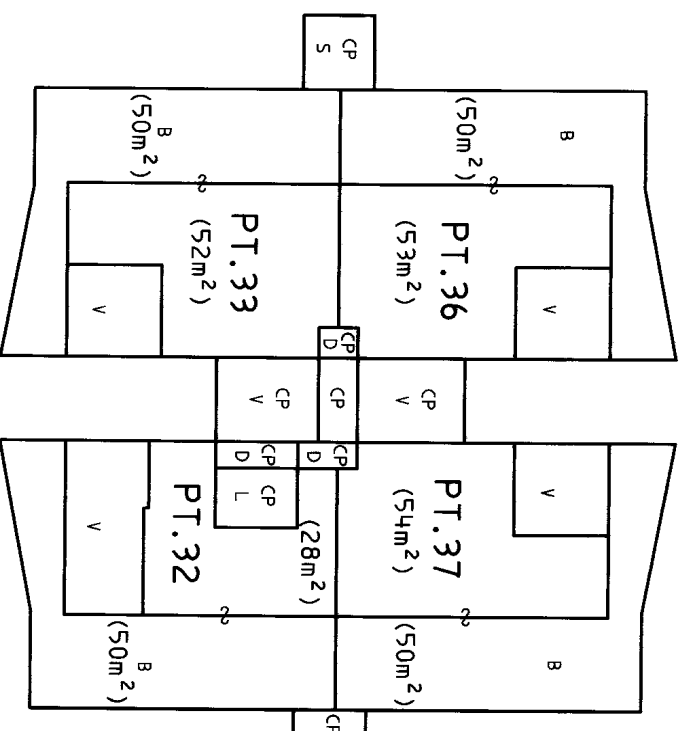 CP
S
B
(50m²)
B
(50m²)
PT.33
(52m²)
PT.36
(53m²)
V
V
CP
D
CP
V
CP
CP
V
CP
D
CP
D
CP
L
V
V
PT.32
(28m²)
PT.37
(54m²)
B
(50m²)
B
(50m²)
CP